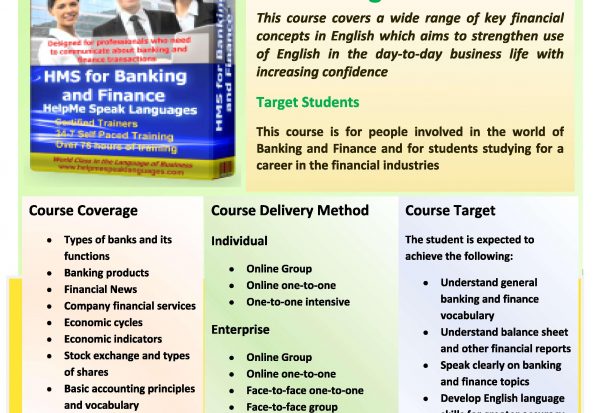 Designed for professionals who need
to communicate about banking and
finance transactions
HMS for Banking
and Finance
HelpMe Speak Languages
Certified Trainers
24-7 Self Paced Training
Over 75 hours of training
World Class in the Language of Business
www.helpmespeaklanguages.com
HMS for Banking
and Finance
This course covers a wide range of key financial
concepts in English which aims to strengthen use
of English in the day-to-day business life with
increasing confidence
Target Students
This course is for people involved in the world of
Banking and Finance and for students studying for a
career in the financial industries
Course Coverage
• Types of banks and its
functions
• Banking products
• Financial News
• Company financial services
• Economic cycles
• Economic indicators
• Stock exchange and types
of shares
• Basic accounting principles
and vocabulary
Course Delivery Method
Individual
• Online Group
• Online one-to-one
• One-to-one intensive
Enterprise
• Online Group
• Online one-to-one
• Face-to-face one-to-one
• Face-to-face group
Course Target
The student is expected to
achieve the following:
• Understand general
banking and finance
vocabulary
• Understand balance sheet
and other financial reports
• Speak clearly on banking
and finance topics
• Develop English language